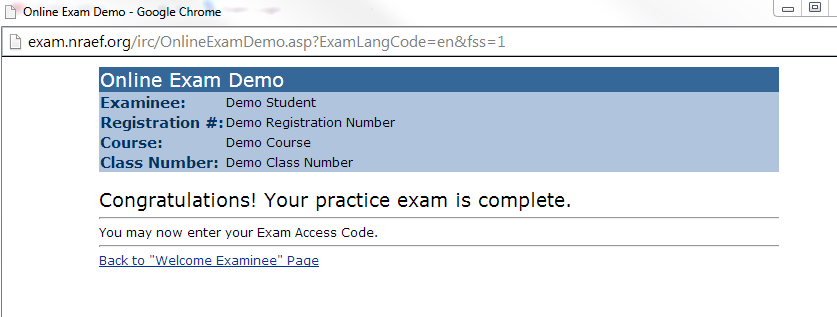 Online Exam Demo - Google Chrome
exam.nraef.org/irc/OnlineExamDemo.asp?ExamLangCode=en&fss=1
Online Exam Demo
Examinee: Demo Student
Registration #: Demo Registration Number
Course: Demo Course
Class Number: Demo Class Number
Congratulations! Your practice exam is complete.
You may now enter your Exam Access Code.
Back to "Welcome Examinee" Page